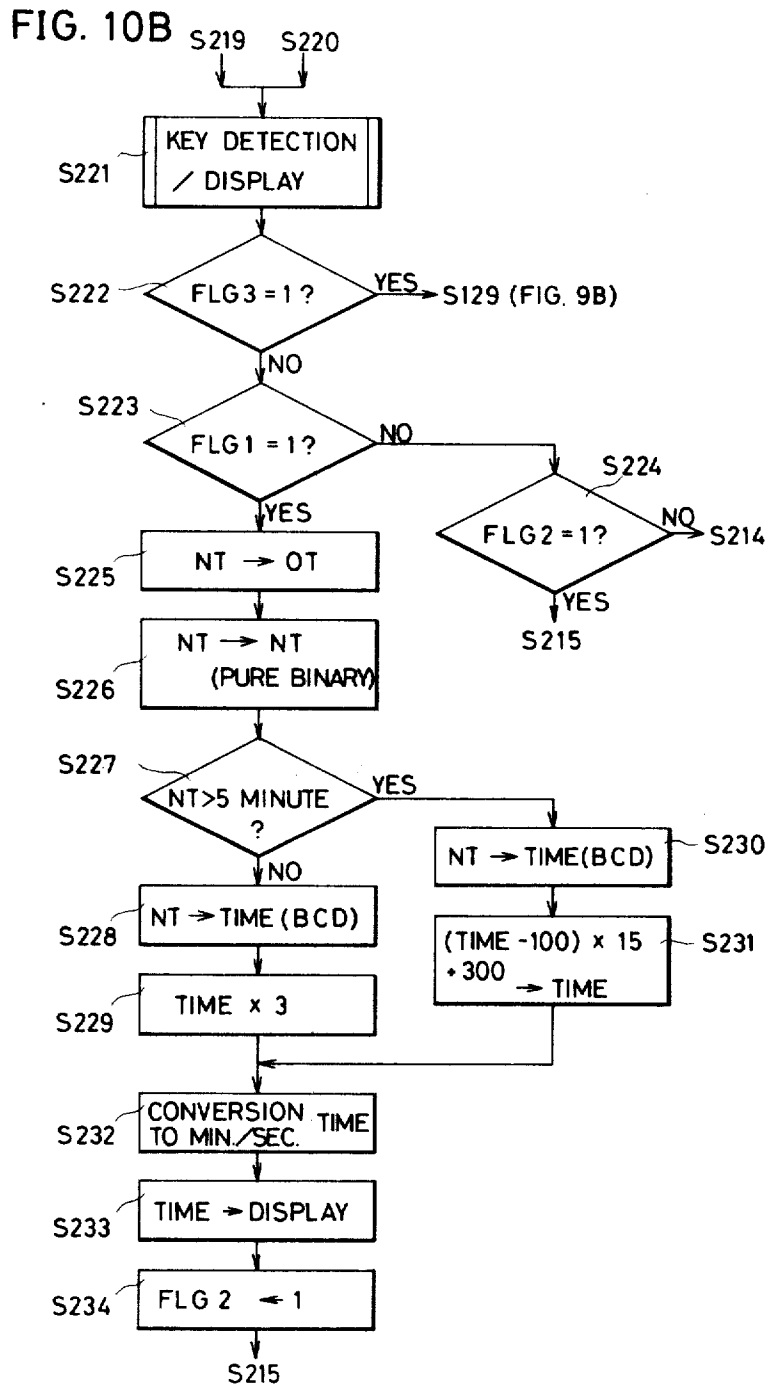 FIG. 10B
S219 S220
S221
KEY DETECTION
/ DISPLAY
S222
FLG3 = 1 ?
YES
S129 (FIG. 9B)
NO
S223
FLG1 = 1 ?
NO
S224
FLG2 = 1 ?
NO
S214
YES
S215
YES
S225
NT → OT
S226
NT → NT
(PURE BINARY)
S227
NT>5 MINUTE
?
YES
S230
NT → TIME(BCD)
S231
(TIME -100) × 15
+300
→ TIME
NO
S228
NT → TIME (BCD)
S229
TIME × 3
S232
CONVERSION TIME
TO MIN./SEC.
S233
TIME → DISPLAY
S234
FLG 2 ← 1
S215